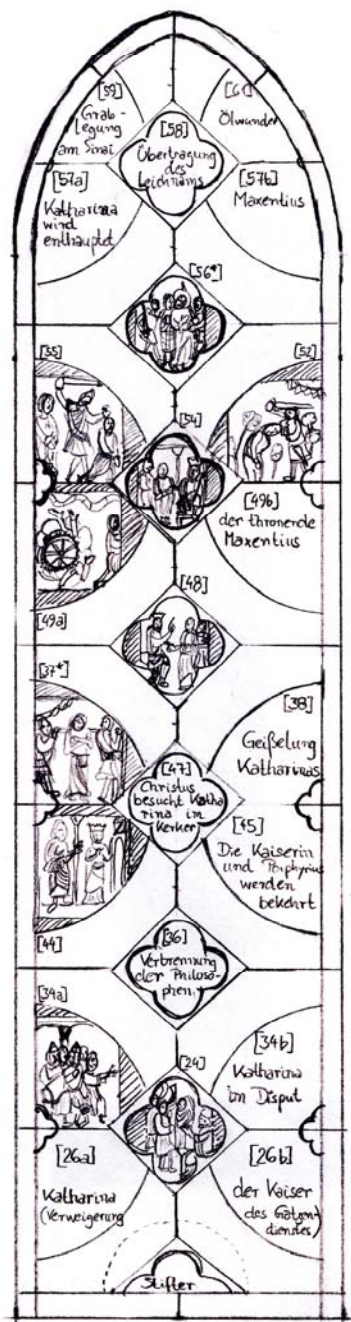 [59]
Grab-
legung
am Sinai
[61]
Ölwunder
[58]
Übertragung
des
Leichnams
[57a]
Katharina
wird
enthauptet
[57b]
Maxentius
[56*]
[55]
[52]
[54]
[49b]
der thronende
Maxentius
[49a]
[48]
[37*]
[38]
Geißelung
Katharinas
[47]
Christus
besucht Katha
rina im
Kerker
[45]
Die Kaiserin
und Porphyrius
werden
bekehrt
[44]
[36]
Verbrennung
der Philoso-
phen
[34a]
[34b]
Katharina
im Disput
[24]
[26a]
Katharina
(Verweigerung
[26b]
der Kaiser
des Götzen-
dienstes)
Stifter